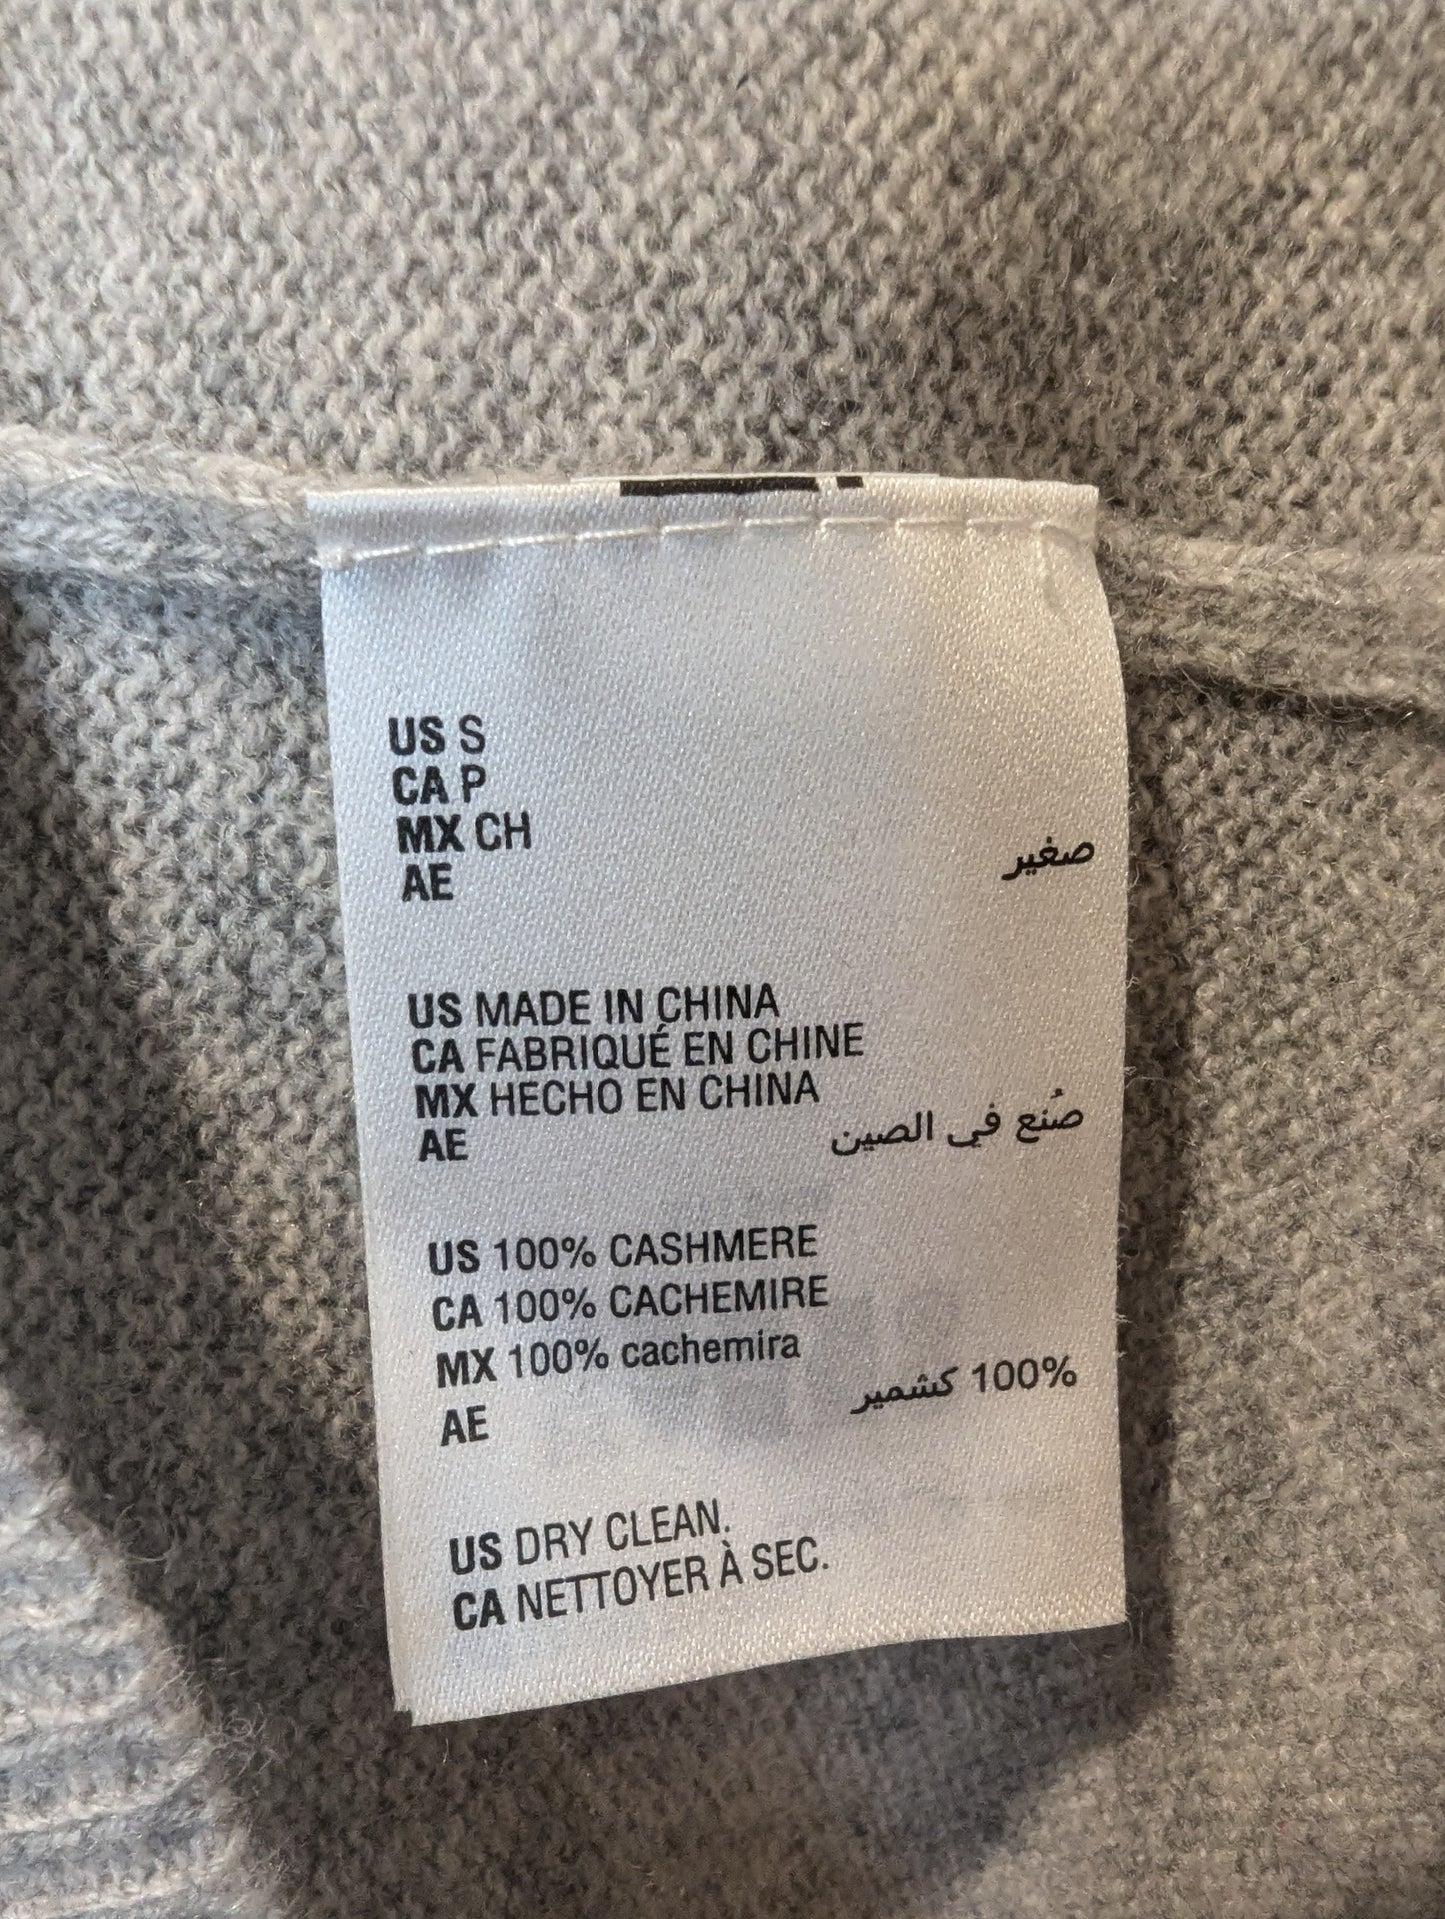 US S
CA P
MX CH
AE صغير
US MADE IN CHINA
CA FABRIQUÉ EN CHINE
MX HECHO EN CHINA
AE صُنع في الصين
US 100% CASHMERE
CA 100% CACHEMIRE
MX 100% cachemira
AE 100% كشمير
US DRY CLEAN.
CA NETTOYER À SEC.